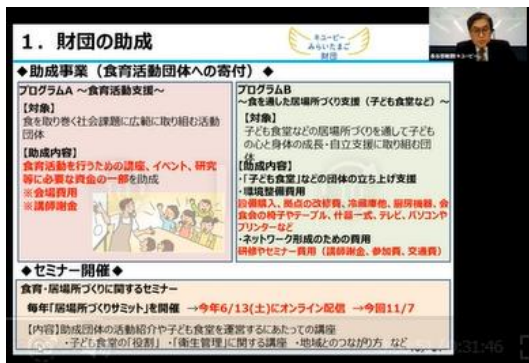 1．財団の助成
キユーピー
みらいたまご
財団
◆助成事業（食育活動団体への寄付）◆
プログラムA ～食育活動支援～
【対象】
食を取り巻く社会課題に広範に取り組む活動
団体
【助成内容】
食育活動を行うための講座、イベント、研究
等に必要な資金の一部を助成
※会場費用
※講師謝金
プログラムB
～食を通した居場所づくり支援（子ども食堂など）～
【対象】
子ども食堂などの居場所づくりを通して子ども
の心と身体の成長・自立支援に取り組む団
体
【助成内容】
・「子ども食堂」などの団体の立ち上げ支援
・環境整備費用
設備購入、拠点の改修費、冷蔵庫他、厨房機器、会
食会の椅子やテーブル、什器一式、テレビ、パソコンや
プリンターなど
・ネットワーク形成のための費用
研修やセミナー費用（講師謝金、参加費、交通費）
◆セミナー開催◆
食育・居場所づくりに関するセミナー
毎年「居場所づくりサミット」を開催 →今年6/13(土)にオンライン配信 →今回11/7
【内容】助成団体の活動紹介や子ども食堂を運営するにあたっての講座
・子ども食堂の「役割」・「衛生管理」に関する講座 ・地域とのつながり方 など
31:46